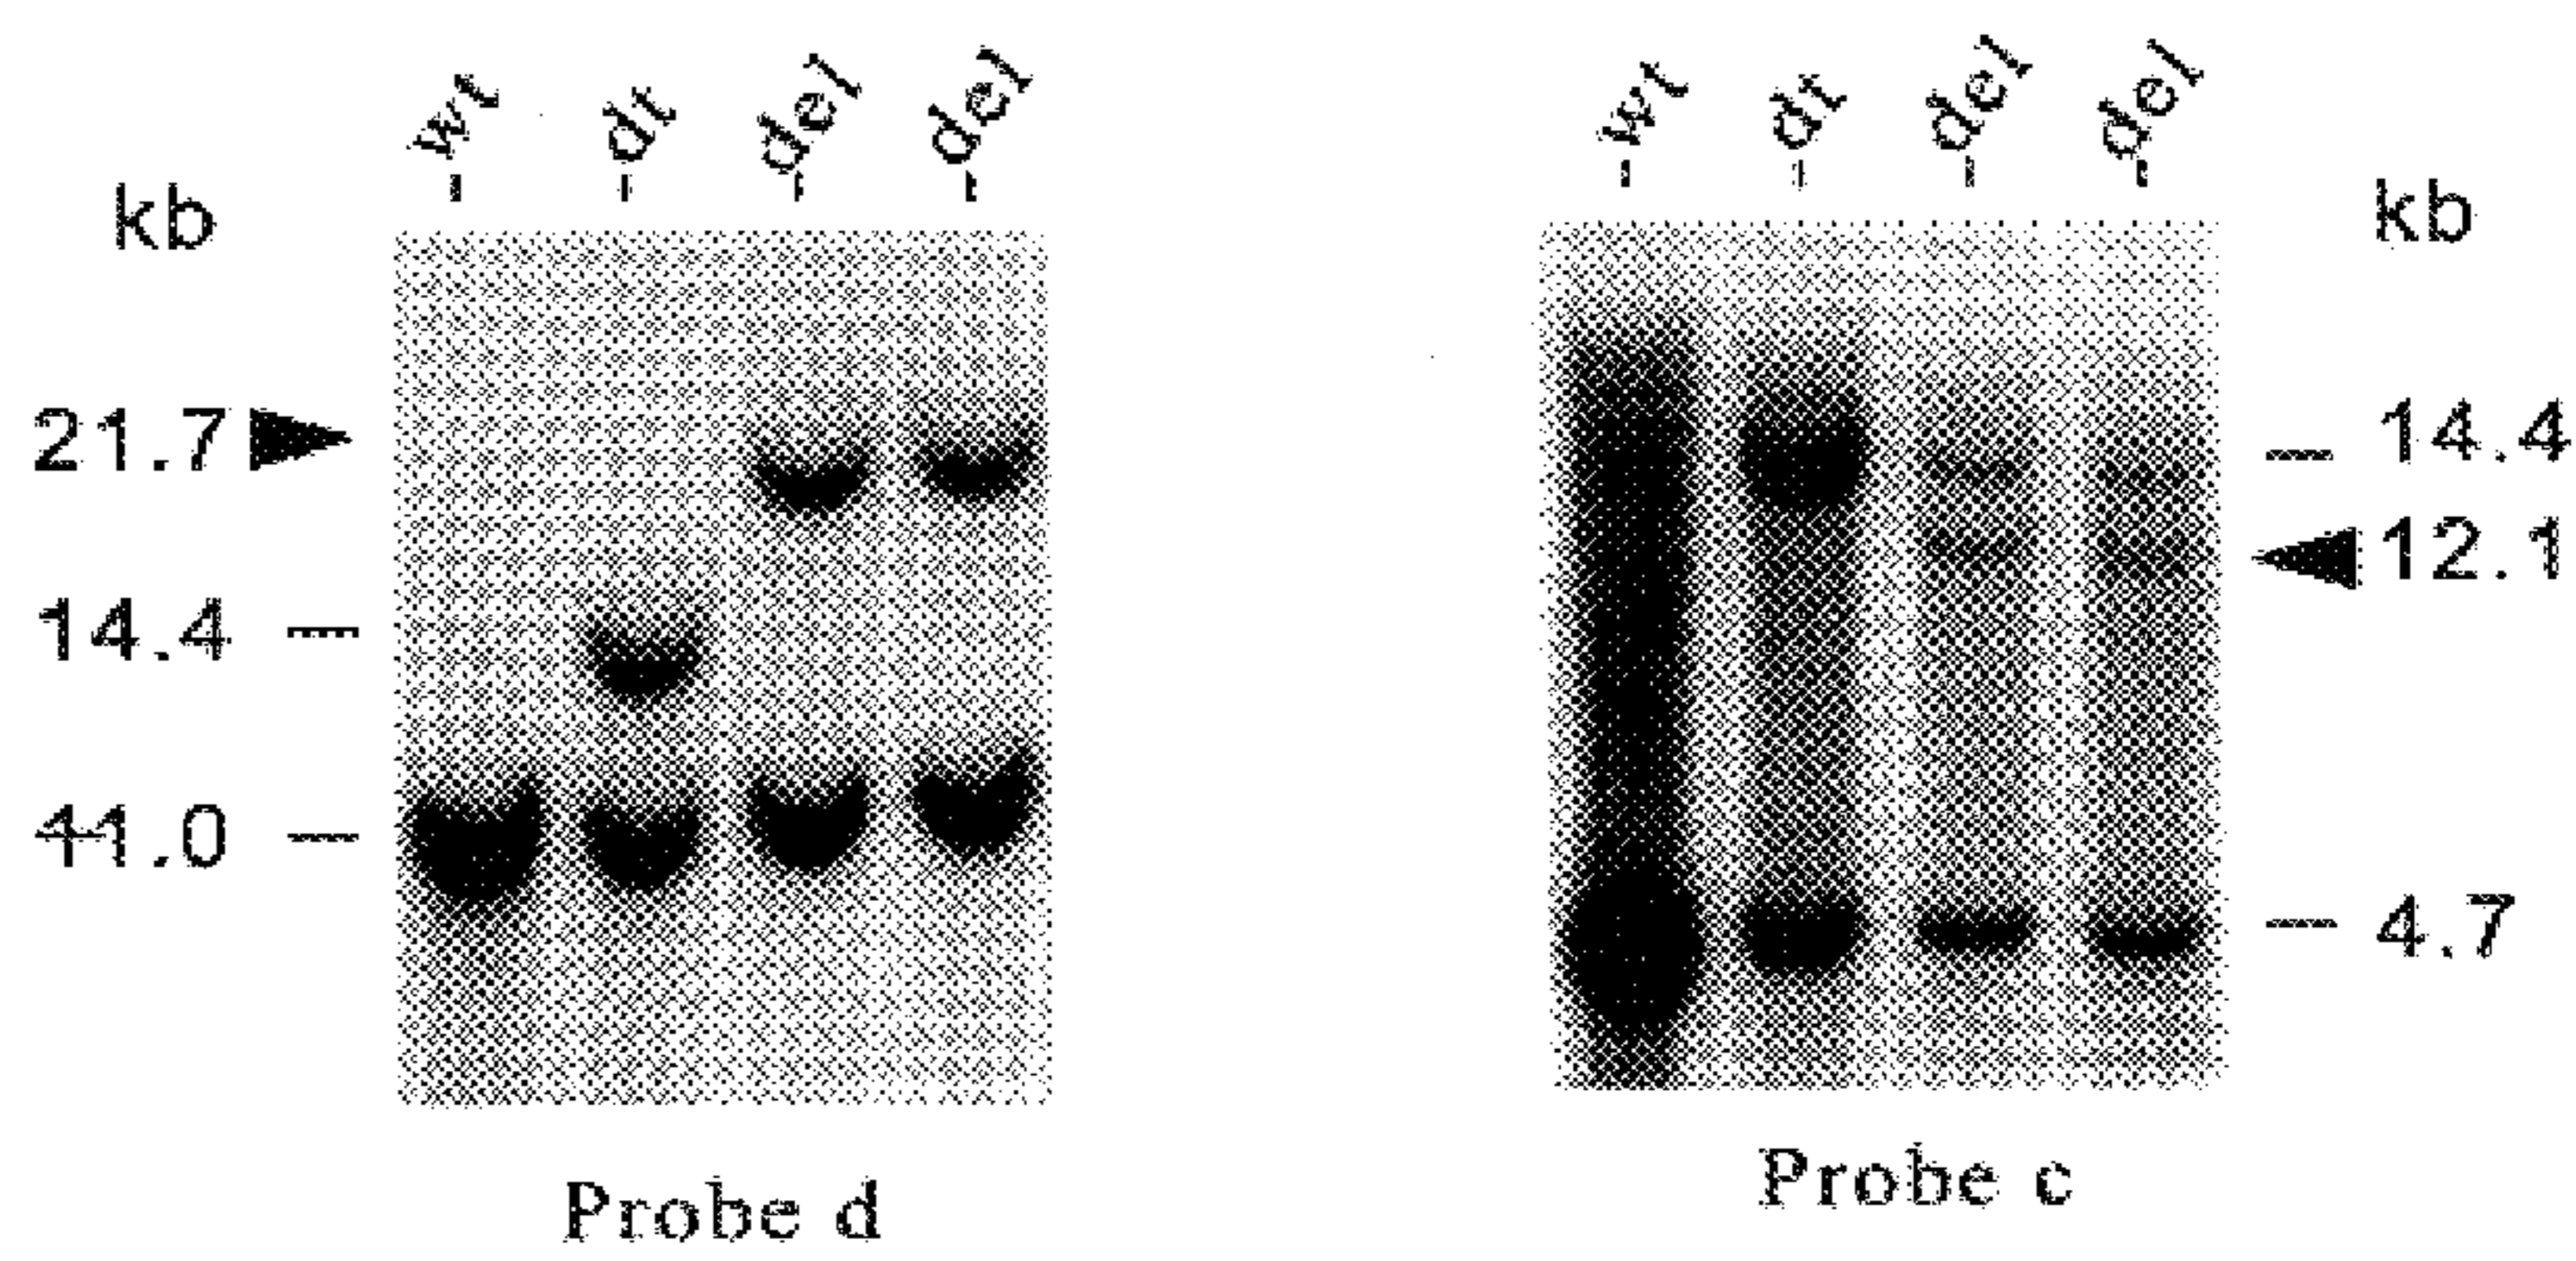 wt dt del del
kb
21.7
14.4
11.0
Probe d
wt dt del del
kb
14.4
12.1
4.7
Probe c